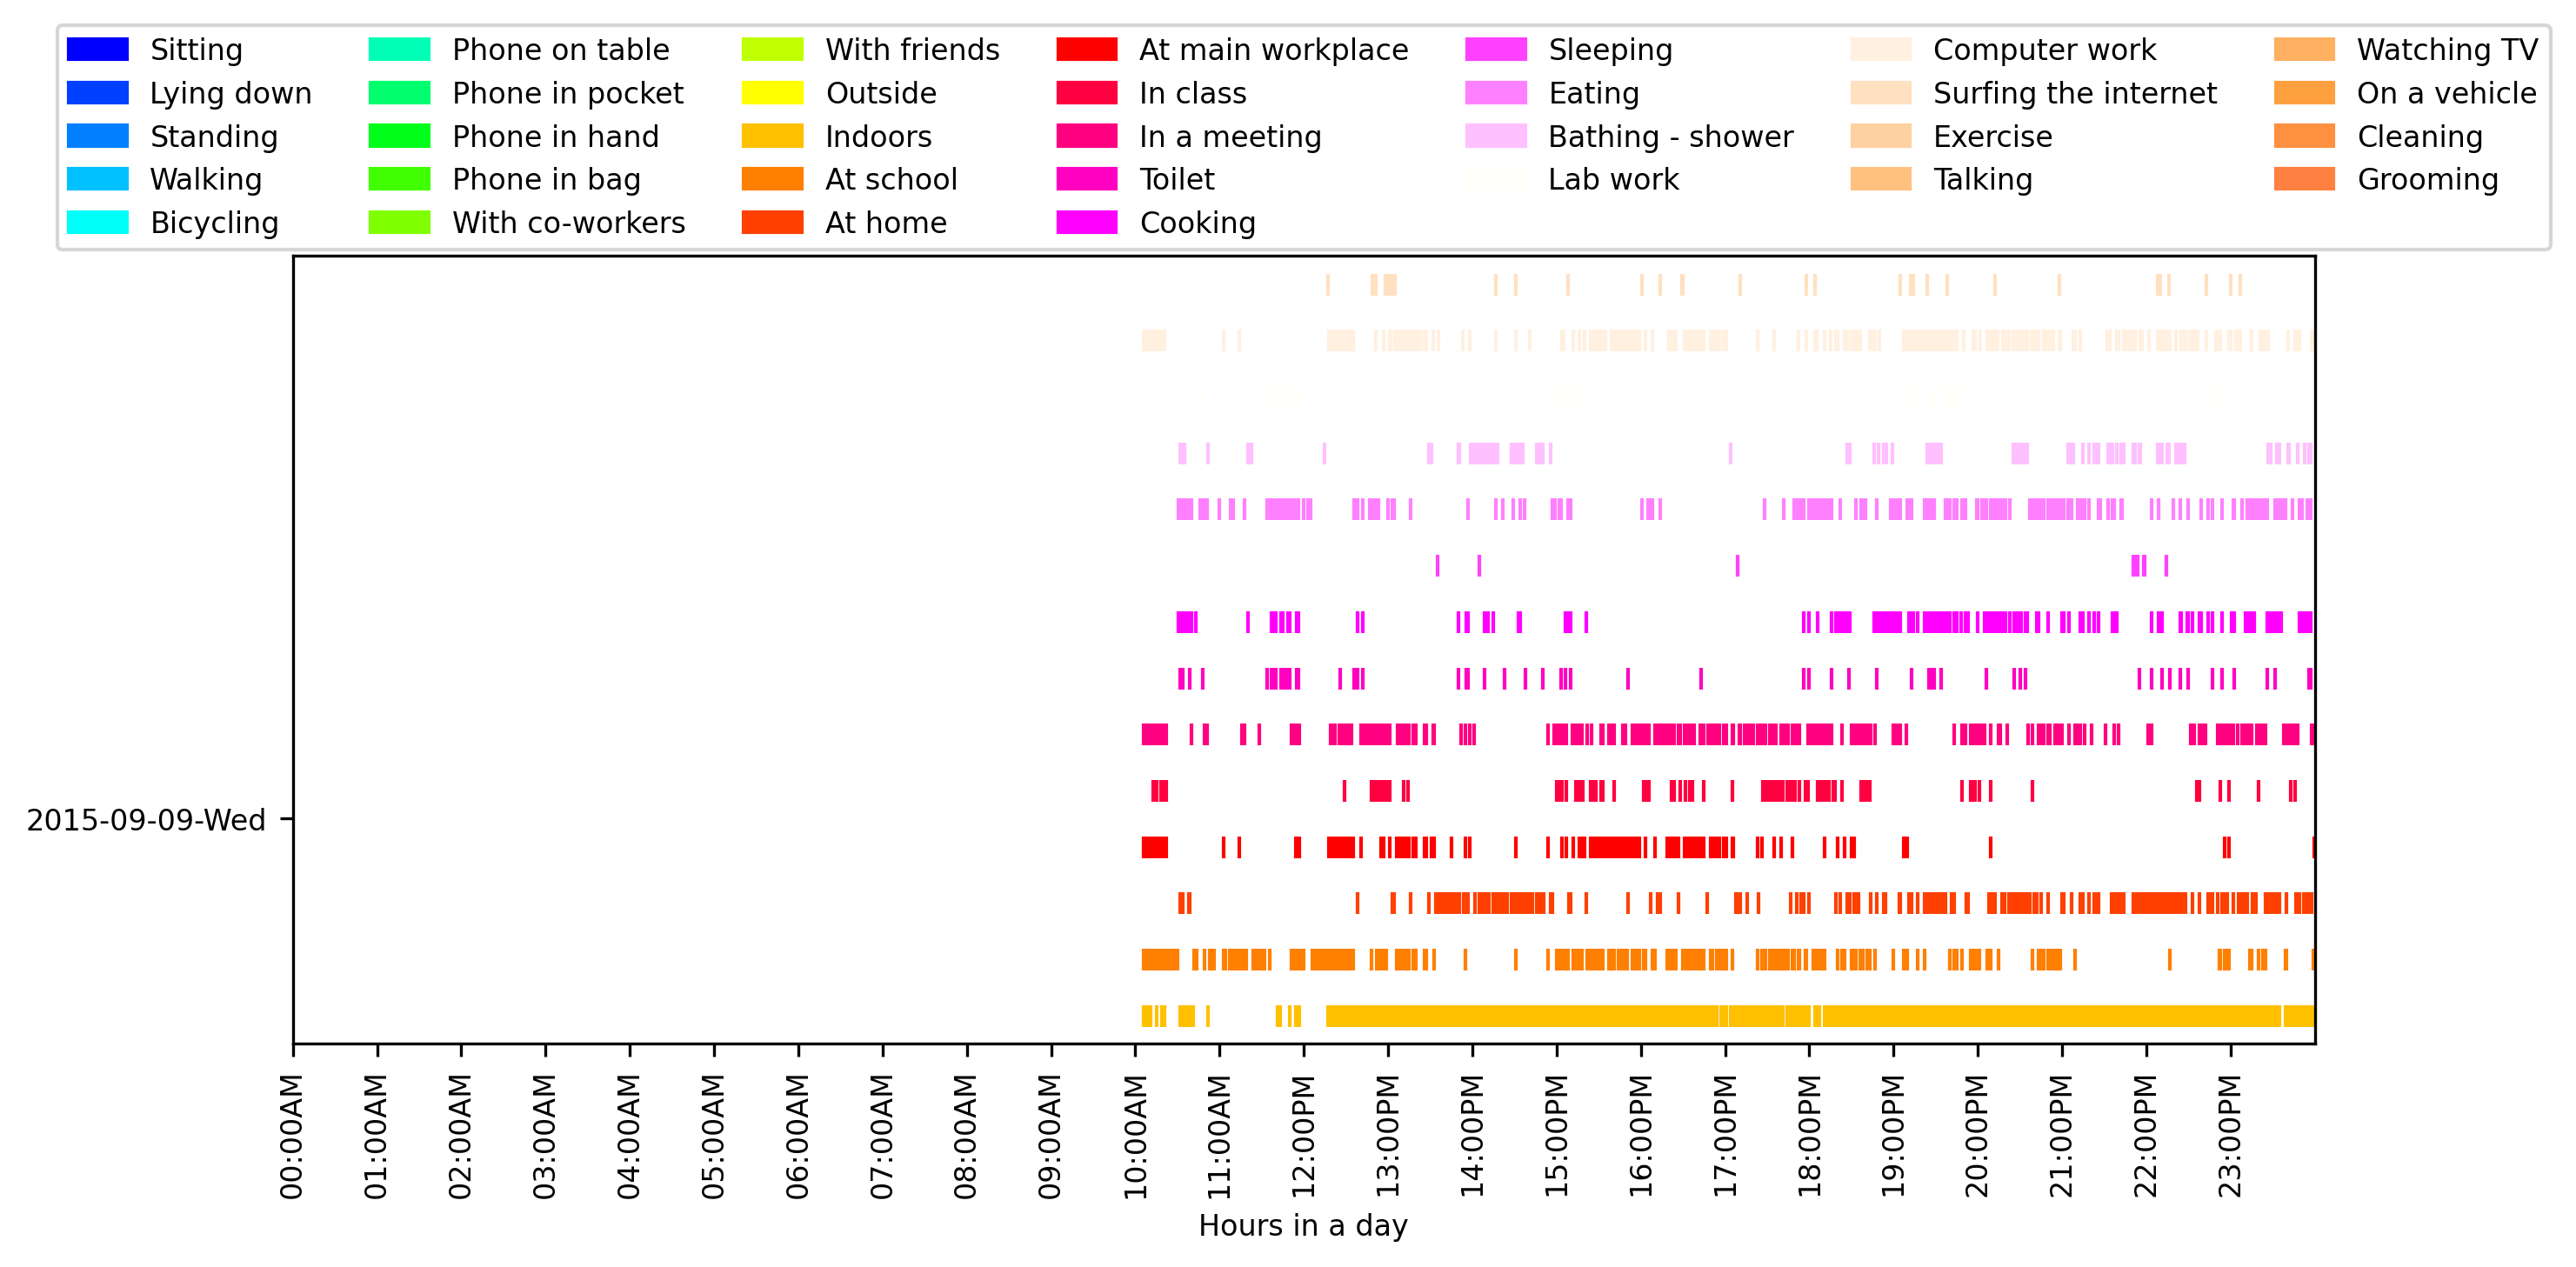 Sitting
Lying down
Standing
Walking
Bicycling
Phone on table
Phone in pocket
Phone in hand
Phone in bag
With co-workers
With friends
Outside
Indoors
At school
At home
At main workplace
In class
In a meeting
Toilet
Cooking
Sleeping
Eating
Bathing - shower
Lab work
Computer work
Surfing the internet
Exercise
Talking
Watching TV
On a vehicle
Cleaning
Grooming
2015-09-09-Wed
00:00AM
01:00AM
02:00AM
03:00AM
04:00AM
05:00AM
06:00AM
07:00AM
08:00AM
09:00AM
10:00AM
11:00AM
12:00PM
13:00PM
14:00PM
15:00PM
16:00PM
17:00PM
18:00PM
19:00PM
20:00PM
21:00PM
22:00PM
23:00PM
Hours in a day